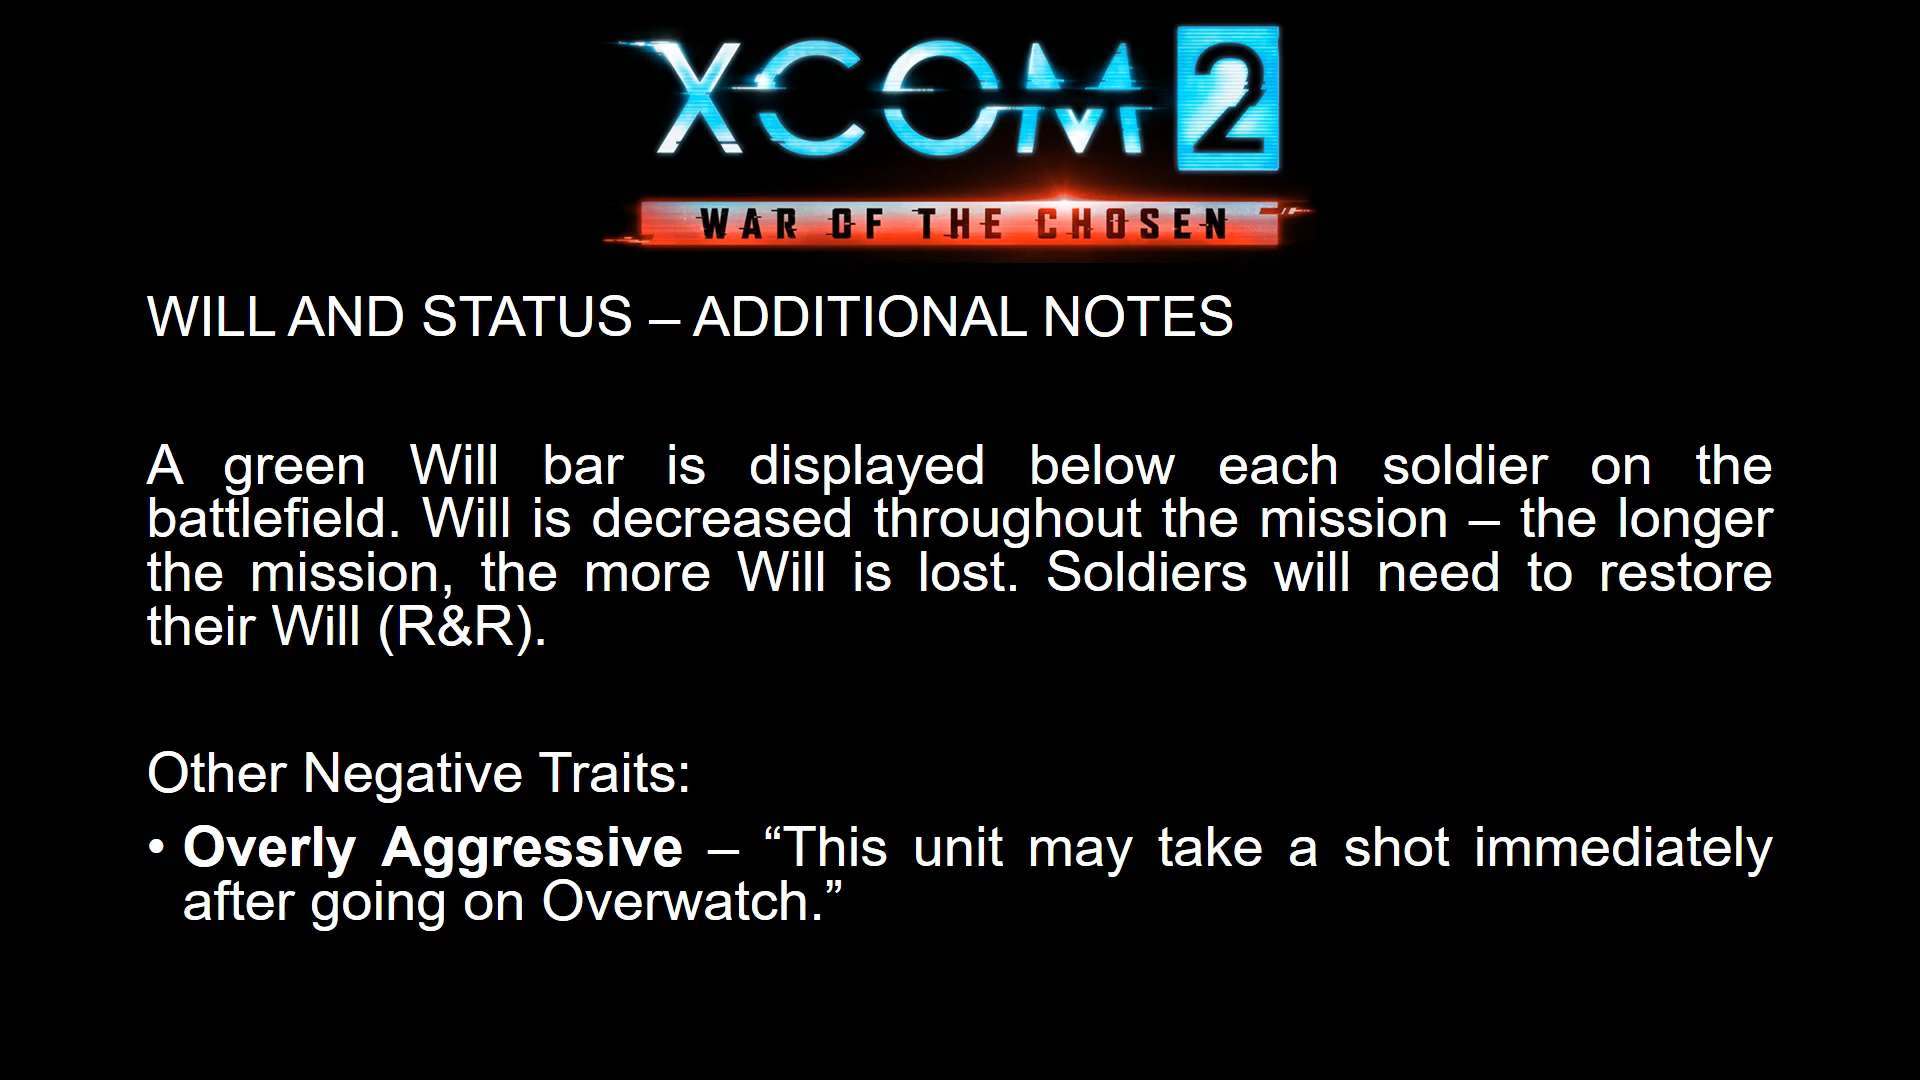 XCOM 2
WAR OF THE CHOSEN
WILL AND STATUS – ADDITIONAL NOTES
A green Will bar is displayed below each soldier on the
battlefield. Will is decreased throughout the mission – the longer
the mission, the more Will is lost. Soldiers will need to restore
their Will (R&R).
Other Negative Traits:
• Overly Aggressive – “This unit may take a shot immediately
after going on Overwatch.”